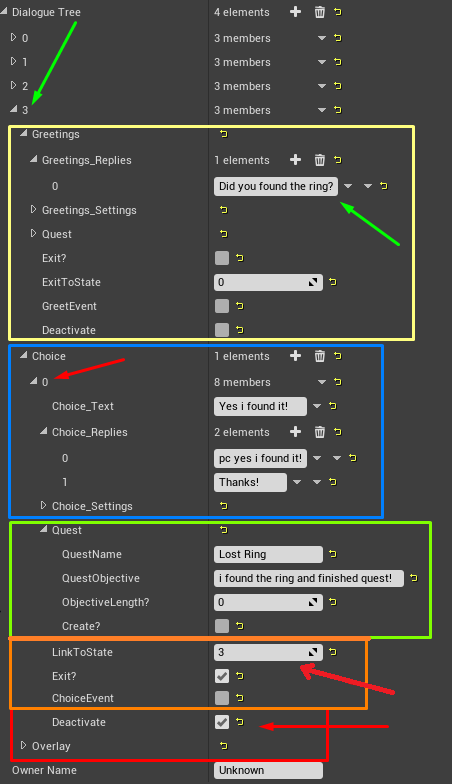 Dialogue Tree 4 elements
0 3 members
1 3 members
2 3 members
3 3 members
Greetings
Greetings_Replies 1 elements
0 Did you found the ring?
Greetings_Settings
Quest
Exit?
ExitToState 0
GreetEvent
Deactivate
Choice 1 elements
0 8 members
Choice_Text Yes i found it!
Choice_Replies 2 elements
0 pc yes i found it!
1 Thanks!
Choice_Settings
Quest
QuestName Lost Ring
QuestObjective i found the ring and finished quest!
ObjectiveLength? 0
Create?
LinkToState 3
Exit?
ChoiceEvent
Deactivate
Overlay
Owner Name Unknown